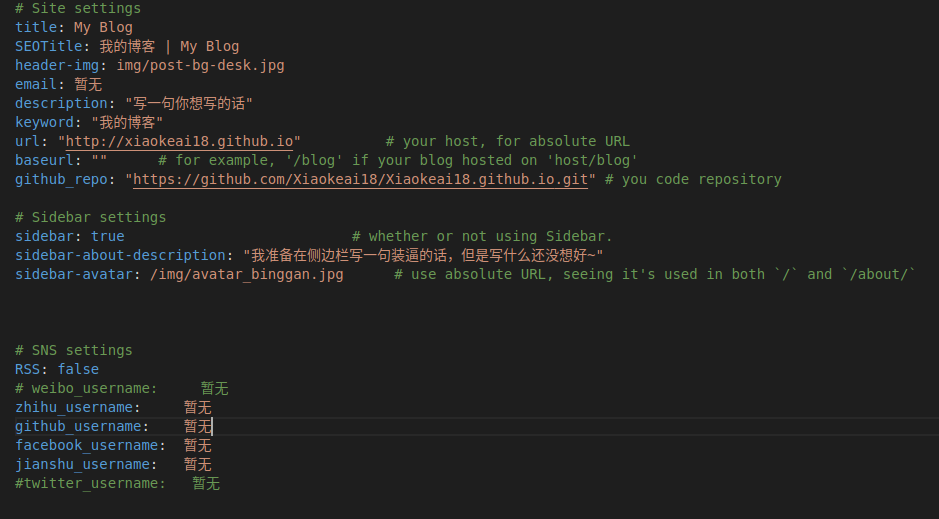 # Site settings
title: My Blog
SEOTitle: 我的博客 | My Blog
header-img: img/post-bg-desk.jpg
email: 暂无
description: "写一句你想写的话"
keyword: "我的博客"
url: "http://xiaokeai18.github.io"          # your host, for absolute URL
baseurl: ""      # for example, '/blog' if your blog hosted on 'host/blog'
github_repo: "https://github.com/Xiaokeai18/Xiaokeai18.github.io.git" # you code repository

# Sidebar settings
sidebar: true                           # whether or not using Sidebar.
sidebar-about-description: "我准备在侧边栏写一句装逼的话，但是写什么还没想好~"
sidebar-avatar: /img/avatar_binggan.jpg      # use absolute URL, seeing it's used in both `/` and `/about/`

# SNS settings
RSS: false
# weibo_username:     暂无
zhihu_username:     暂无
github_username:    暂无
facebook_username:  暂无
jianshu_username:   暂无
#twitter_username:   暂无